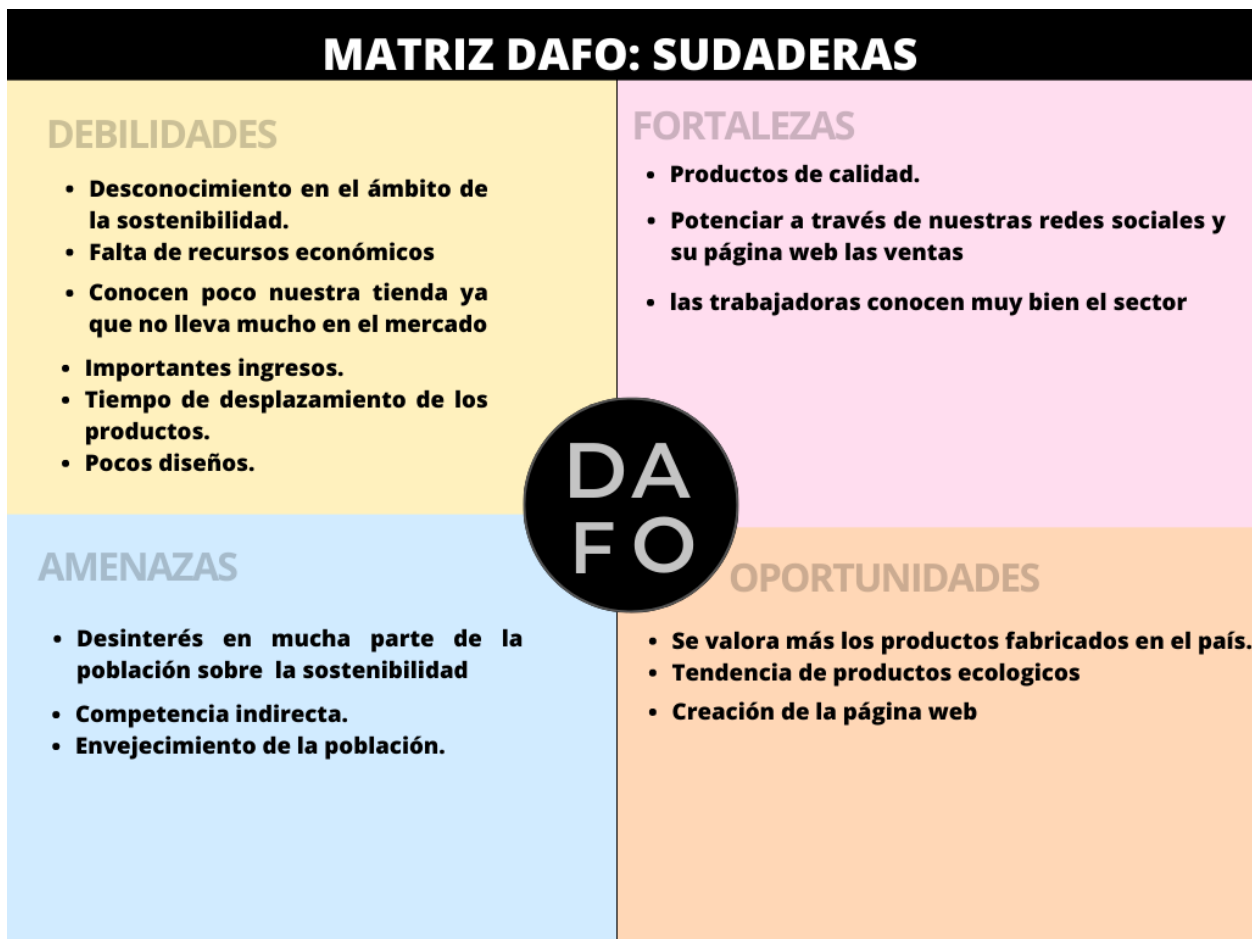 MATRIZ DAFO: SUDADERAS
DEBILIDADES
• Desconocimiento en el ámbito de
la sostenibilidad.
• Falta de recursos económicos
• Conocen poco nuestra tienda ya
que no lleva mucho en el mercado
• Importantes ingresos.
• Tiempo de desplazamiento de los
productos.
• Pocos diseños.
FORTALEZAS
• Productos de calidad.
• Potenciar a través de nuestras redes sociales y
su página web las ventas
• las trabajadoras conocen muy bien el sector
DA
FO
AMENAZAS
• Desinterés en mucha parte de la
población sobre la sostenibilidad
• Competencia indirecta.
• Envejecimiento de la población.
OPORTUNIDADES
• Se valora más los productos fabricados en el país.
• Tendencia de productos ecologicos
• Creación de la página web